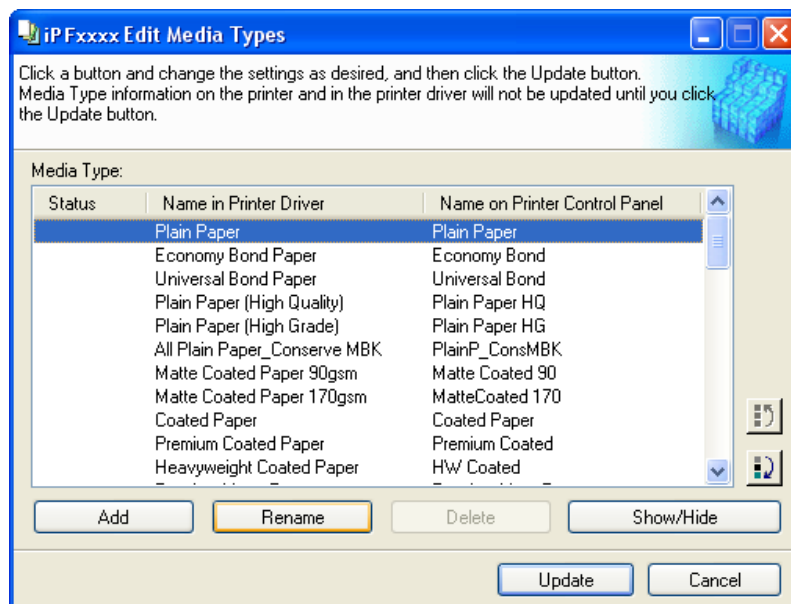 iPFxxxx Edit Media Types
Click a button and change the settings as desired, and then click the Update button.
Media Type information on the printer and in the printer driver will not be updated until you click
the Update button.
Media Type:
Status Name in Printer Driver Name on Printer Control Panel
Plain Paper Plain Paper
Economy Bond Paper Economy Bond
Universal Bond Paper Universal Bond
Plain Paper (High Quality) Plain Paper HQ
Plain Paper (High Grade) Plain Paper HG
All Plain Paper_Conserve MBK PlainP_ConsMBK
Matte Coated Paper 90gsm Matte Coated 90
Matte Coated Paper 170gsm MatteCoated 170
Coated Paper Coated Paper
Premium Coated Paper Premium Coated
Heavyweight Coated Paper HW Coated
Add Rename Delete Show/Hide
Update Cancel